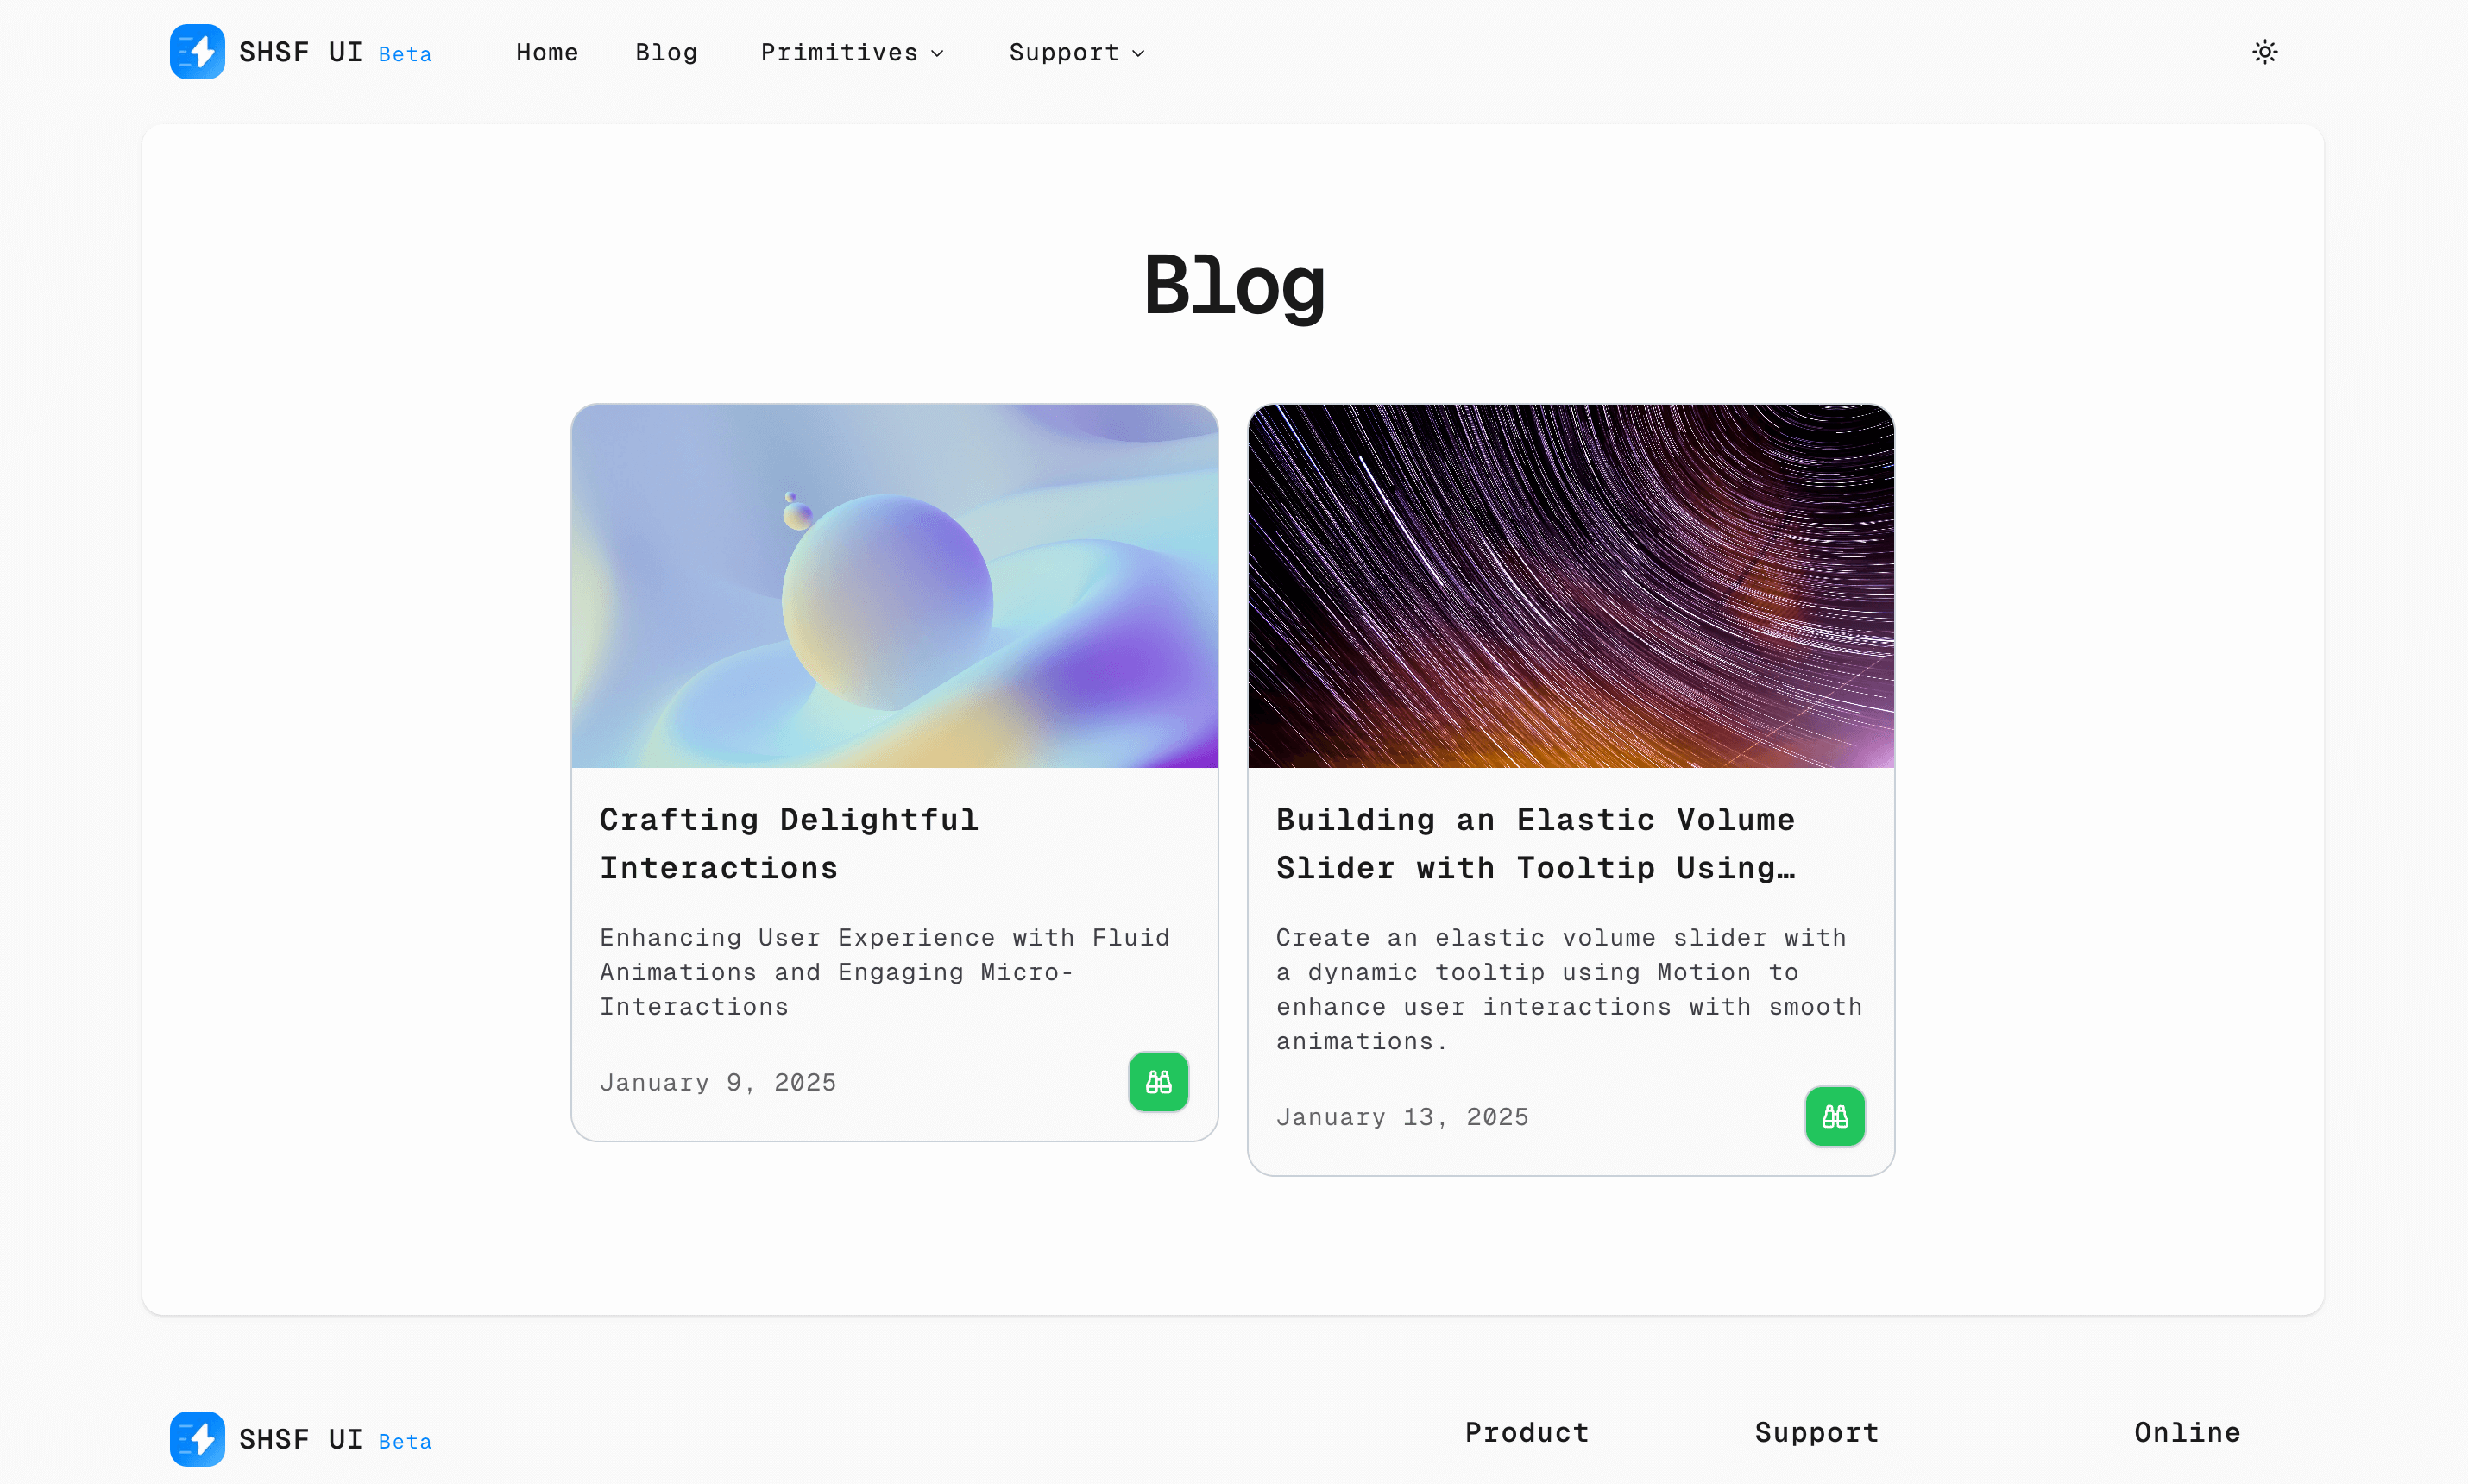 SHSF UI Beta
Home
Blog
Primitives
Support
Blog
Crafting Delightful
Interactions
Enhancing User Experience with Fluid
Animations and Engaging Micro-
Interactions
January 9, 2025
Building an Elastic Volume
Slider with Tooltip Using…
Create an elastic volume slider with
a dynamic tooltip using Motion to
enhance user interactions with smooth
animations.
January 13, 2025
SHSF UI Beta
Product
Support
Online